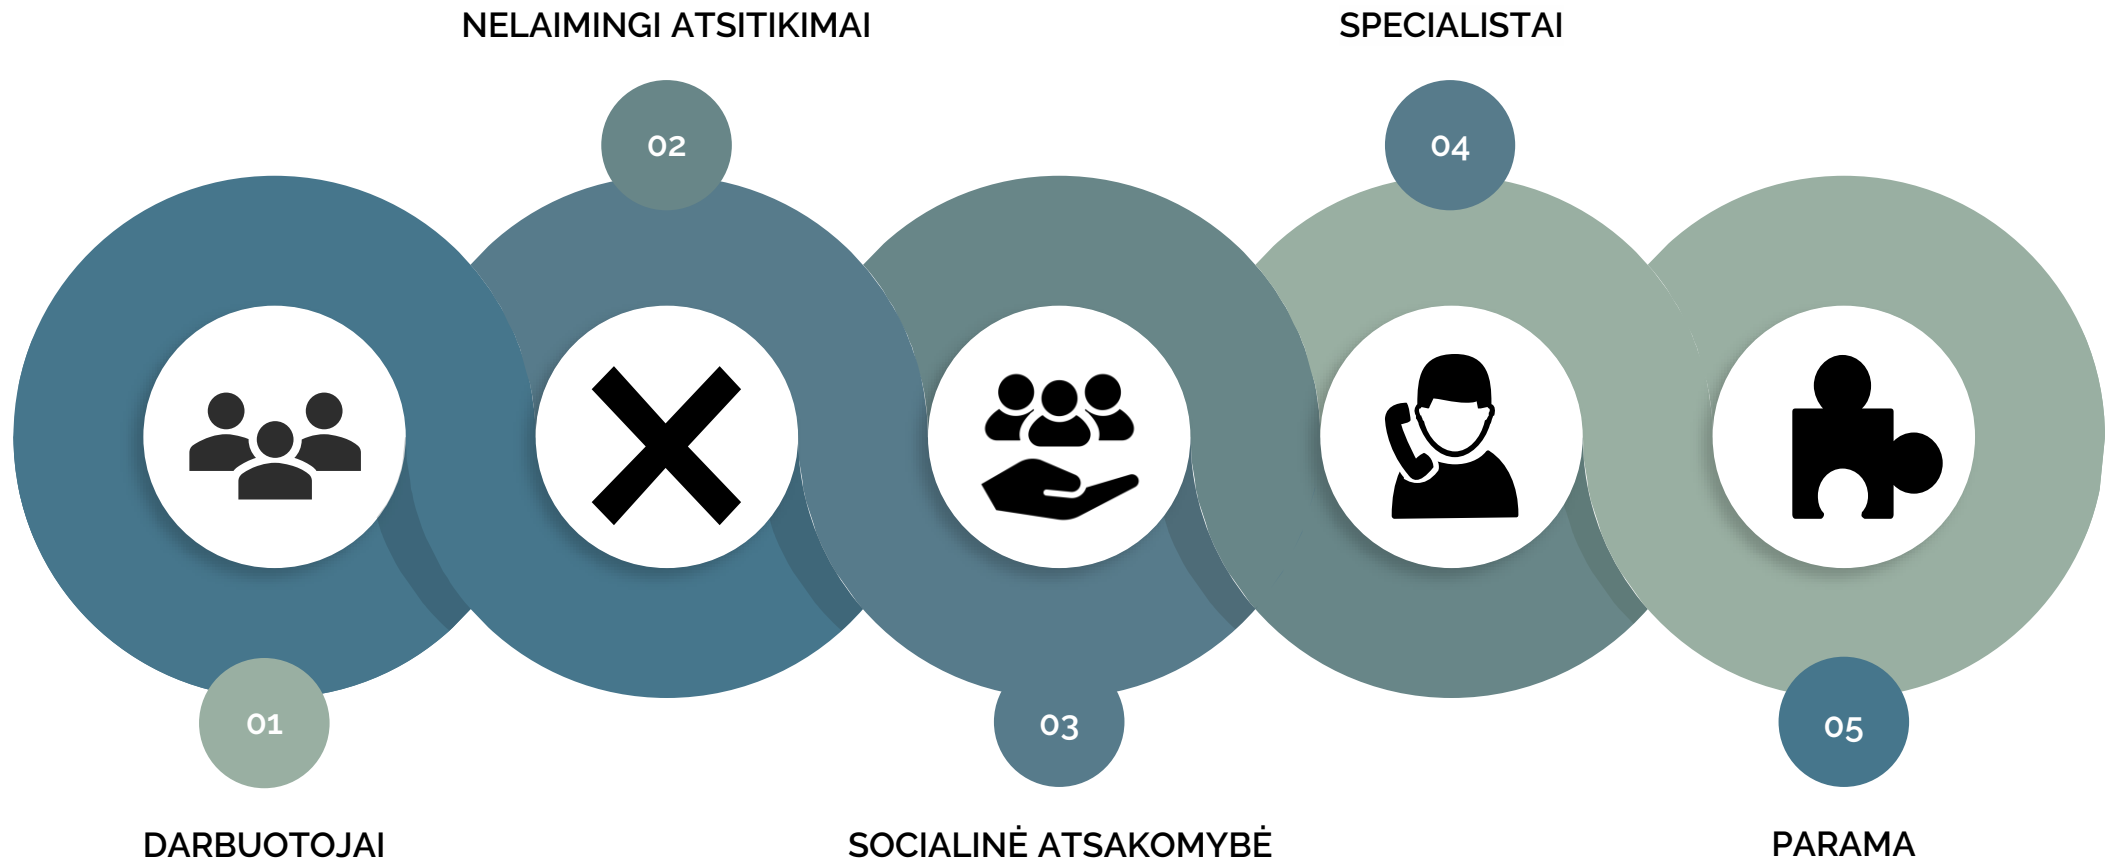 NELAIMINGI ATSITIKIMAI
SPECIALISTAI
02
04
01
03
05
DARBUOTOJAI
SOCIALINĖ ATSAKOMYBĖ
PARAMA